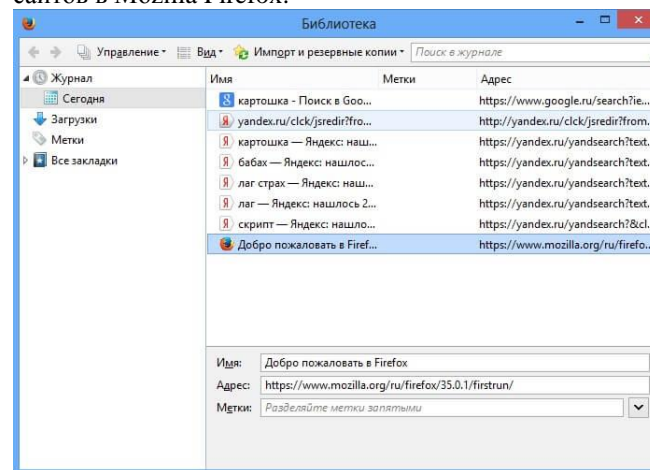 сайтов в Mozilla Firefox.
Библиотека
Управление Вид Импорт и резервные копии Поиск в журнале
Журнал
Сегодня
Загрузки
Метки
Все закладки
Имя Метки Адрес
картошка - Поиск в Goo... https://www.google.ru/search?ie...
yandex.ru/clck/jsredir?fro... http://yandex.ru/clck/jsredir?from.
картошка — Яндекс: наш... https://yandex.ru/yandsearch?text.
бабах — Яндекс: нашлос... https://yandex.ru/yandsearch?text.
лаг страх — Яндекс: наш... https://yandex.ru/yandsearch?text.
лаг — Яндекс: нашлось 2... https://yandex.ru/yandsearch?text.
скрипт — Яндекс: нашло... https://yandex.ru/yandsearch?&cl.
Добро пожаловать в Firef... https://www.mozilla.org/ru/firefo..
Имя: Добро пожаловать в Firefox
Адрес: https://www.mozilla.org/ru/firefox/35.0.1/firstrun/
Метки: Разделяйте метки запятыми